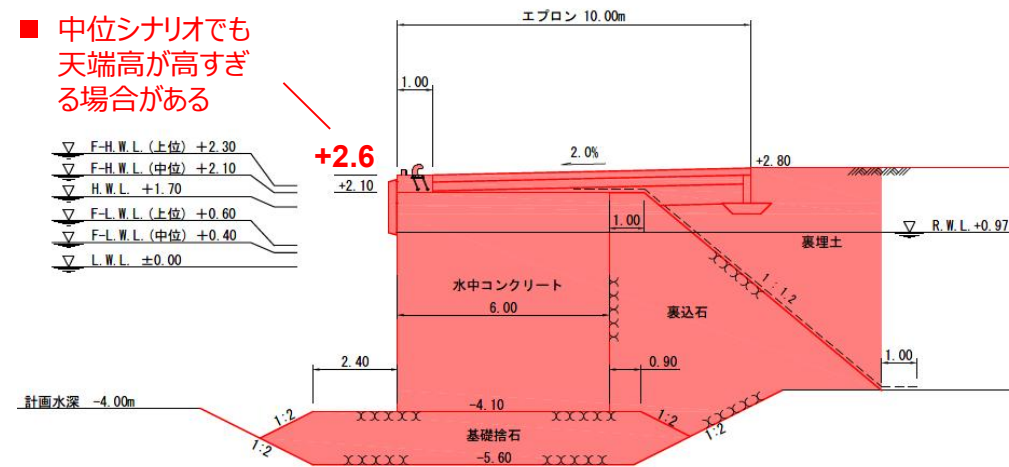 ■ 中位シナリオでも
天端高が高すぎ
る場合がある
エプロン 10.00m
1.00
F-H.W.L.(上位) +2.30
F-H.W.L.(中位) +2.10
H.W.L. +1.70
F-L.W.L.(上位) +0.60
F-L.W.L.(中位) +0.40
L.W.L. ±0.00
+2.6
+2.10
2.0%
+2.80
1.00
R.W.L.+0.97
裏埋土
水中コンクリート
6.00
裏込石
1:1.2
2.40
0.90
1.00
計画水深 -4.00m
-4.10
1:2
1:2
基礎捨石
1:2
1:2
-5.60